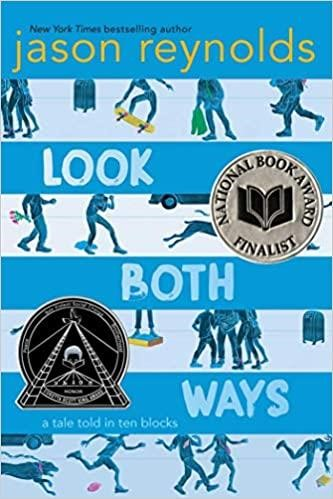 New York Times bestselling author
jason reynolds
LOOK
NATIONAL BOOK AWARD
FINALIST
BOTH
HONOR
WAYS
a tale told in ten blocks